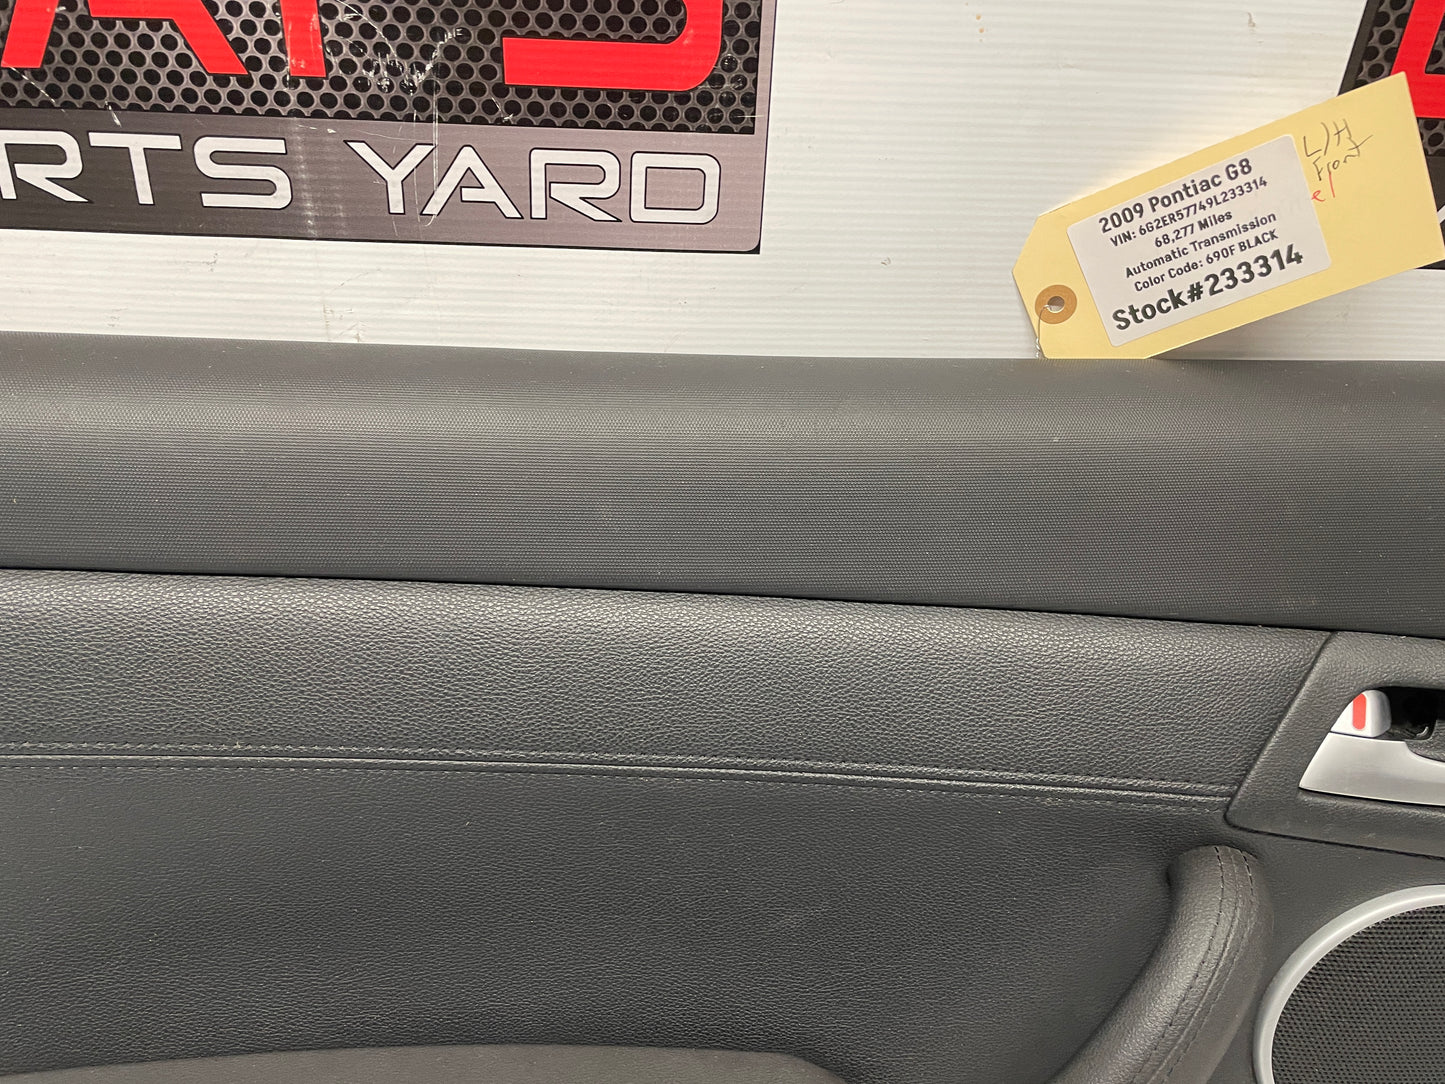 RTS YARD
L/H
Front
2009 Pontiac G8
VIN: 6G2ER57749L233314
68,277 Miles
Automatic Transmission
Color Code: 690F BLACK
Stock#233314